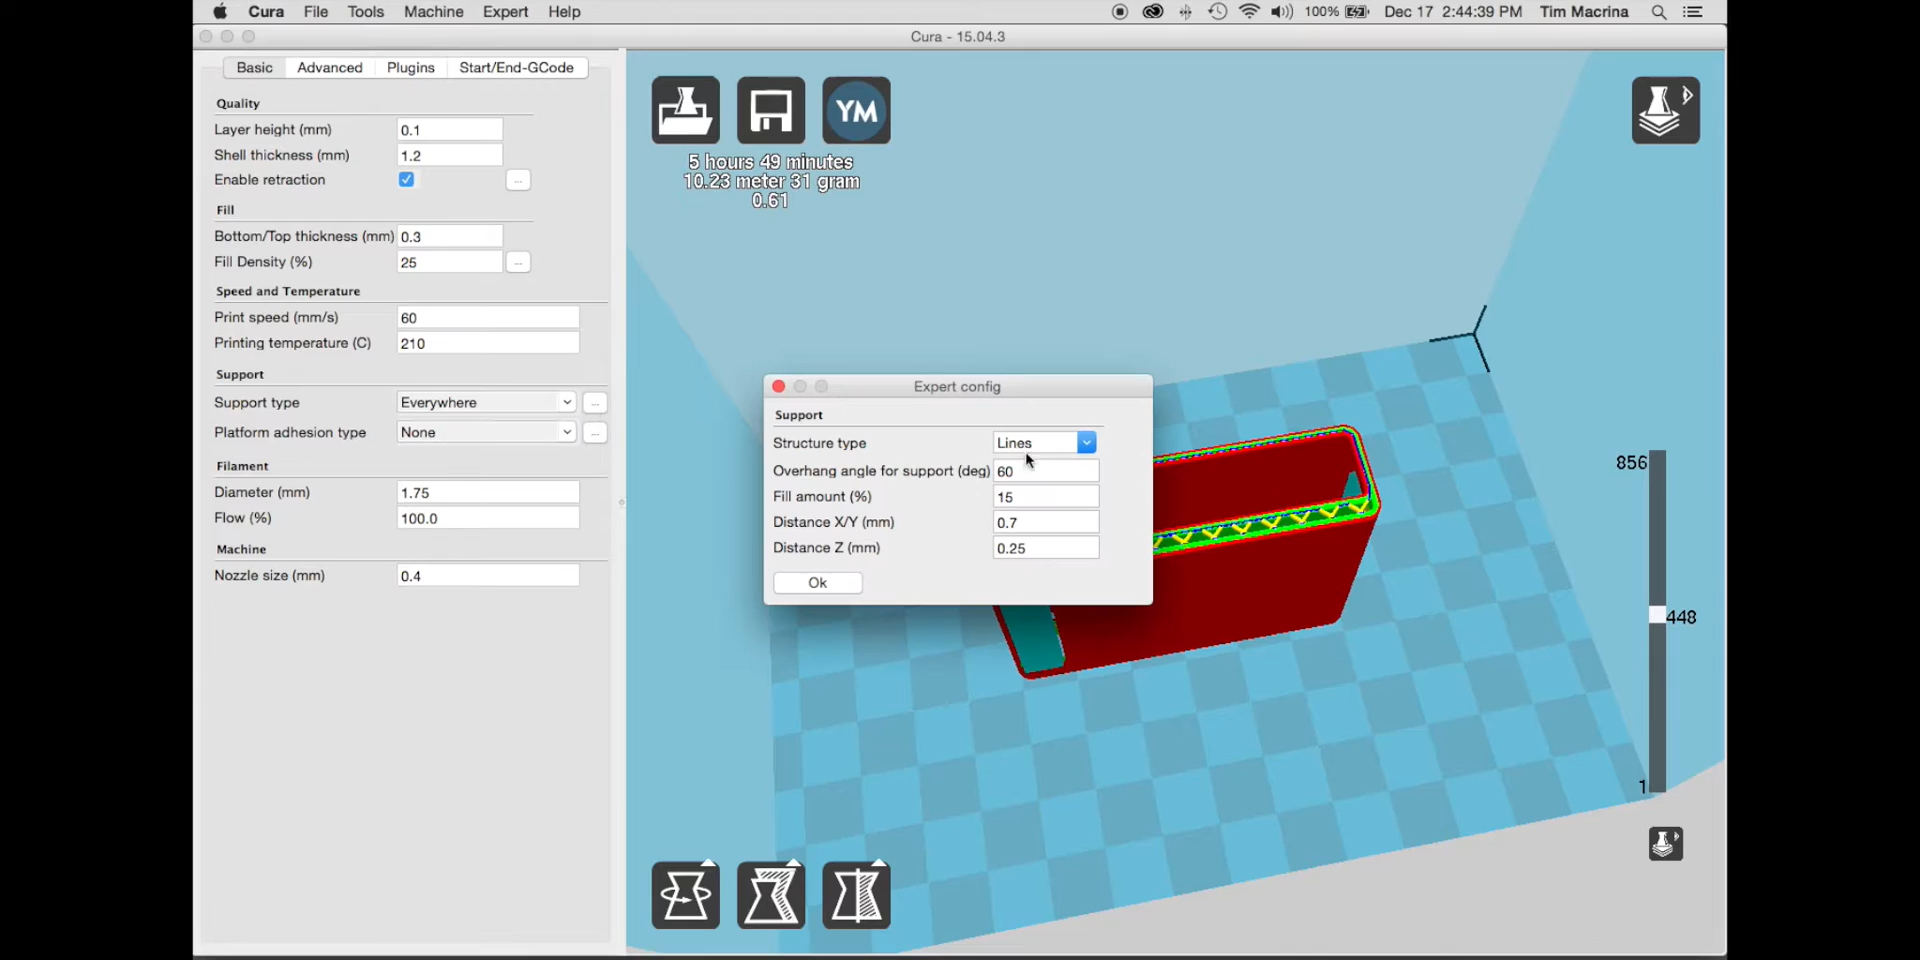 Cura File Tools Machine Expert Help
100% Dec 17 2:44:39 PM Tim Macrina
Cura - 15.04.3
Basic Advanced Plugins Start/End-GCode
Quality
Layer height (mm) 0.1
Shell thickness (mm) 1.2
Enable retraction ...
Fill
Bottom/Top thickness (mm) 0.3
Fill Density (%) 25 ...
Speed and Temperature
Print speed (mm/s) 60
Printing temperature (C) 210
Support
Support type Everywhere ...
Platform adhesion type None ...
Filament
Diameter (mm) 1.75
Flow (%) 100.0
Machine
Nozzle size (mm) 0.4
YM
5 hours 49 minutes
10.23 meter 31 gram
0.61
Expert config
Support
Structure type Lines
Overhang angle for support (deg) 60
Fill amount (%) 15
Distance X/Y (mm) 0.7
Distance Z (mm) 0.25
Ok
856
448
1